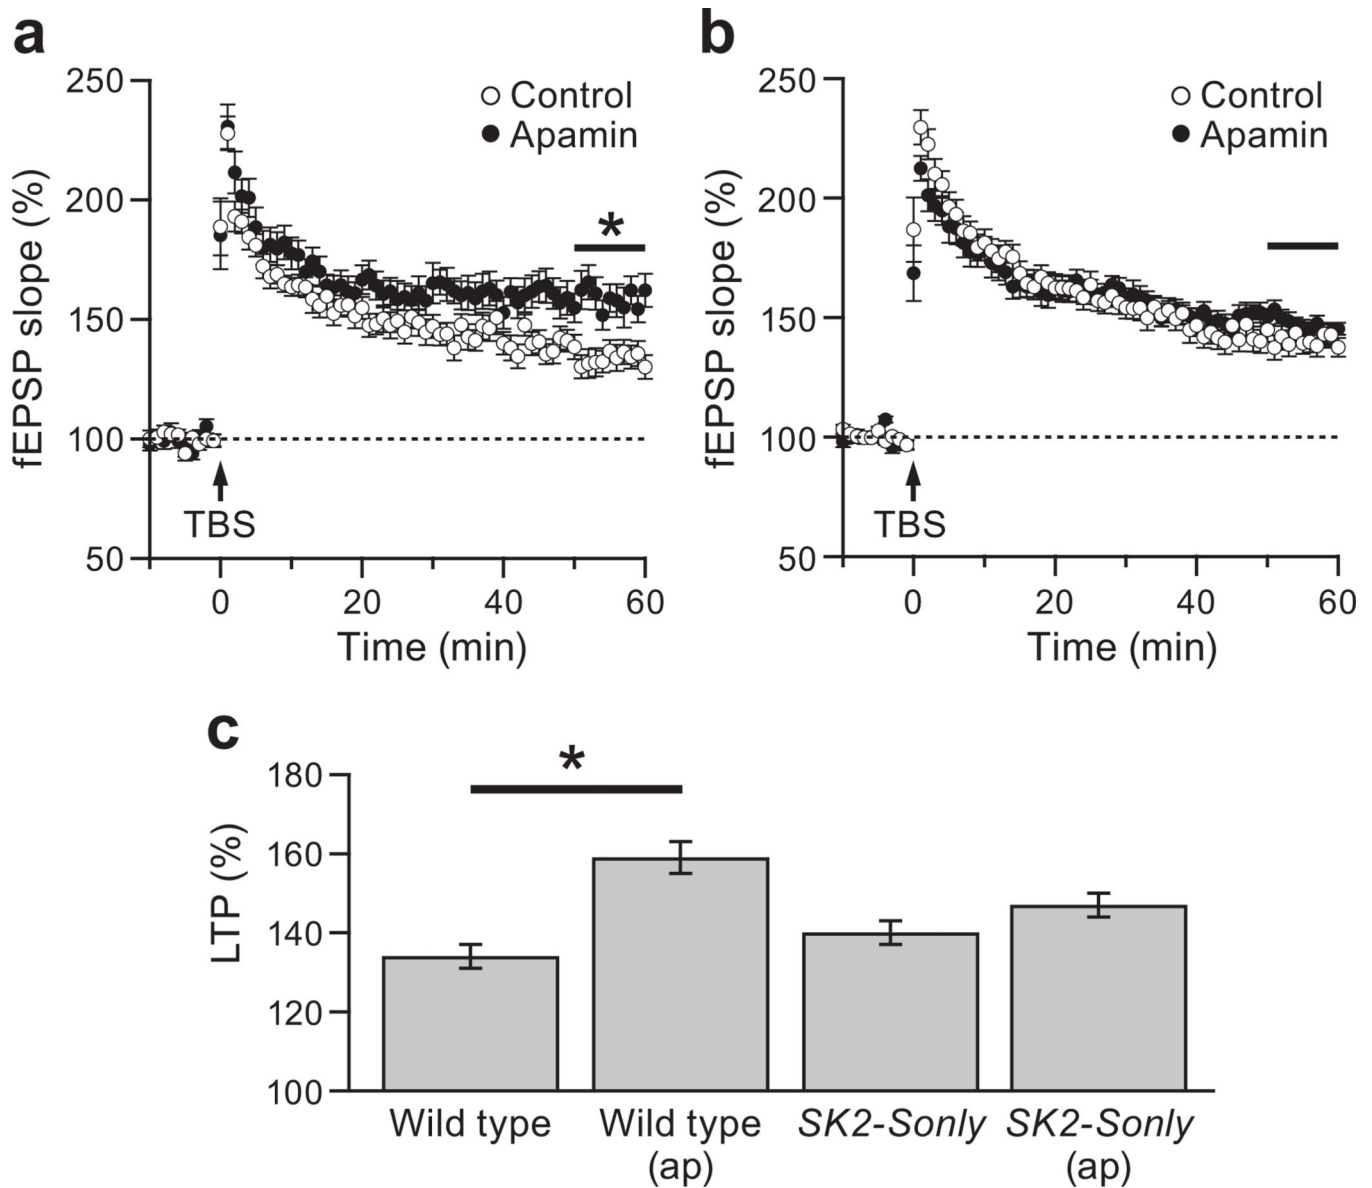 a
250
200
150
100
50
fEPSP slope (%)
Control
Apamin
*
TBS
0 20 40 60
Time (min)
b
250
200
150
100
50
fEPSP slope (%)
Control
Apamin
TBS
0 20 40 60
Time (min)
c
180
160
140
120
100
LTP (%)
*
Wild type
Wild type
(ap)
SK2-Sonly
SK2-Sonly
(ap)